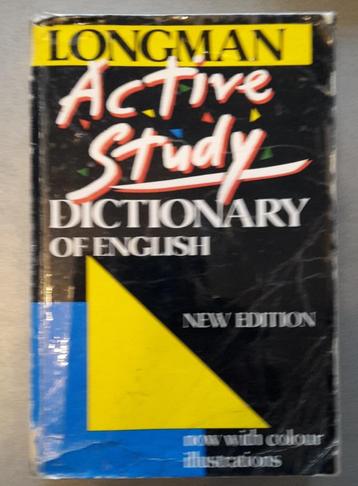 LONGMAN
Active
Study
DICTIONARY
OF ENGLISH
NEW EDITION
now with colour
illustrations